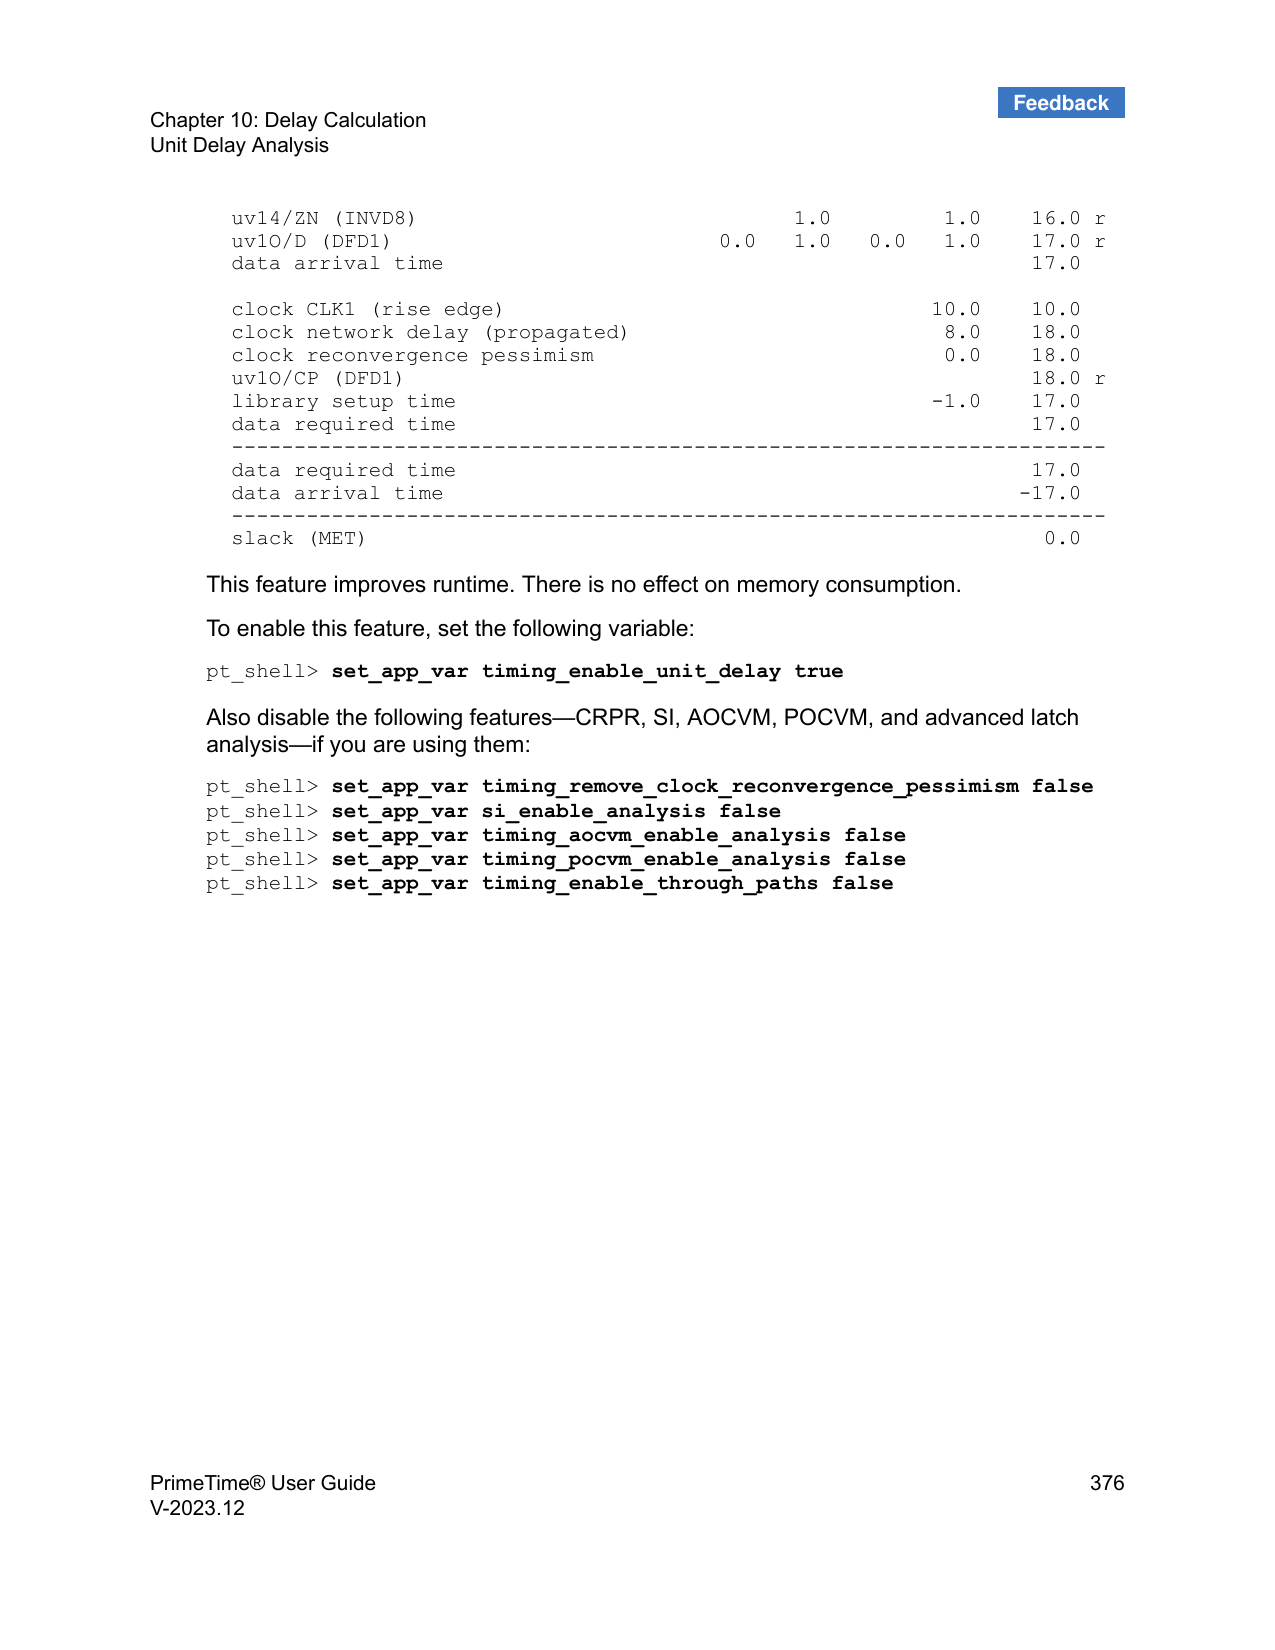 Feedback
Chapter 10: Delay Calculation
Unit Delay Analysis
uv14/ZN (INVD8) 1.0 1.0 16.0 r
uv1O/D (DFD1) 0.0 1.0 0.0 1.0 17.0 r
data arrival time 17.0
clock CLK1 (rise edge) 10.0 10.0
clock network delay (propagated) 8.0 18.0
clock reconvergence pessimism 0.0 18.0
uv1O/CP (DFD1) 18.0 r
library setup time -1.0 17.0
data required time 17.0
----------------------------------------------------------------------
data required time 17.0
data arrival time -17.0
----------------------------------------------------------------------
slack (MET) 0.0
This feature improves runtime. There is no effect on memory consumption.
To enable this feature, set the following variable:
pt_shell> set_app_var timing_enable_unit_delay true
Also disable the following features—CRPR, SI, AOCVM, POCVM, and advanced latch
analysis—if you are using them:
pt_shell> set_app_var timing_remove_clock_reconvergence_pessimism false
pt_shell> set_app_var si_enable_analysis false
pt_shell> set_app_var timing_aocvm_enable_analysis false
pt_shell> set_app_var timing_pocvm_enable_analysis false
pt_shell> set_app_var timing_enable_through_paths false
PrimeTime® User Guide 376
V-2023.12